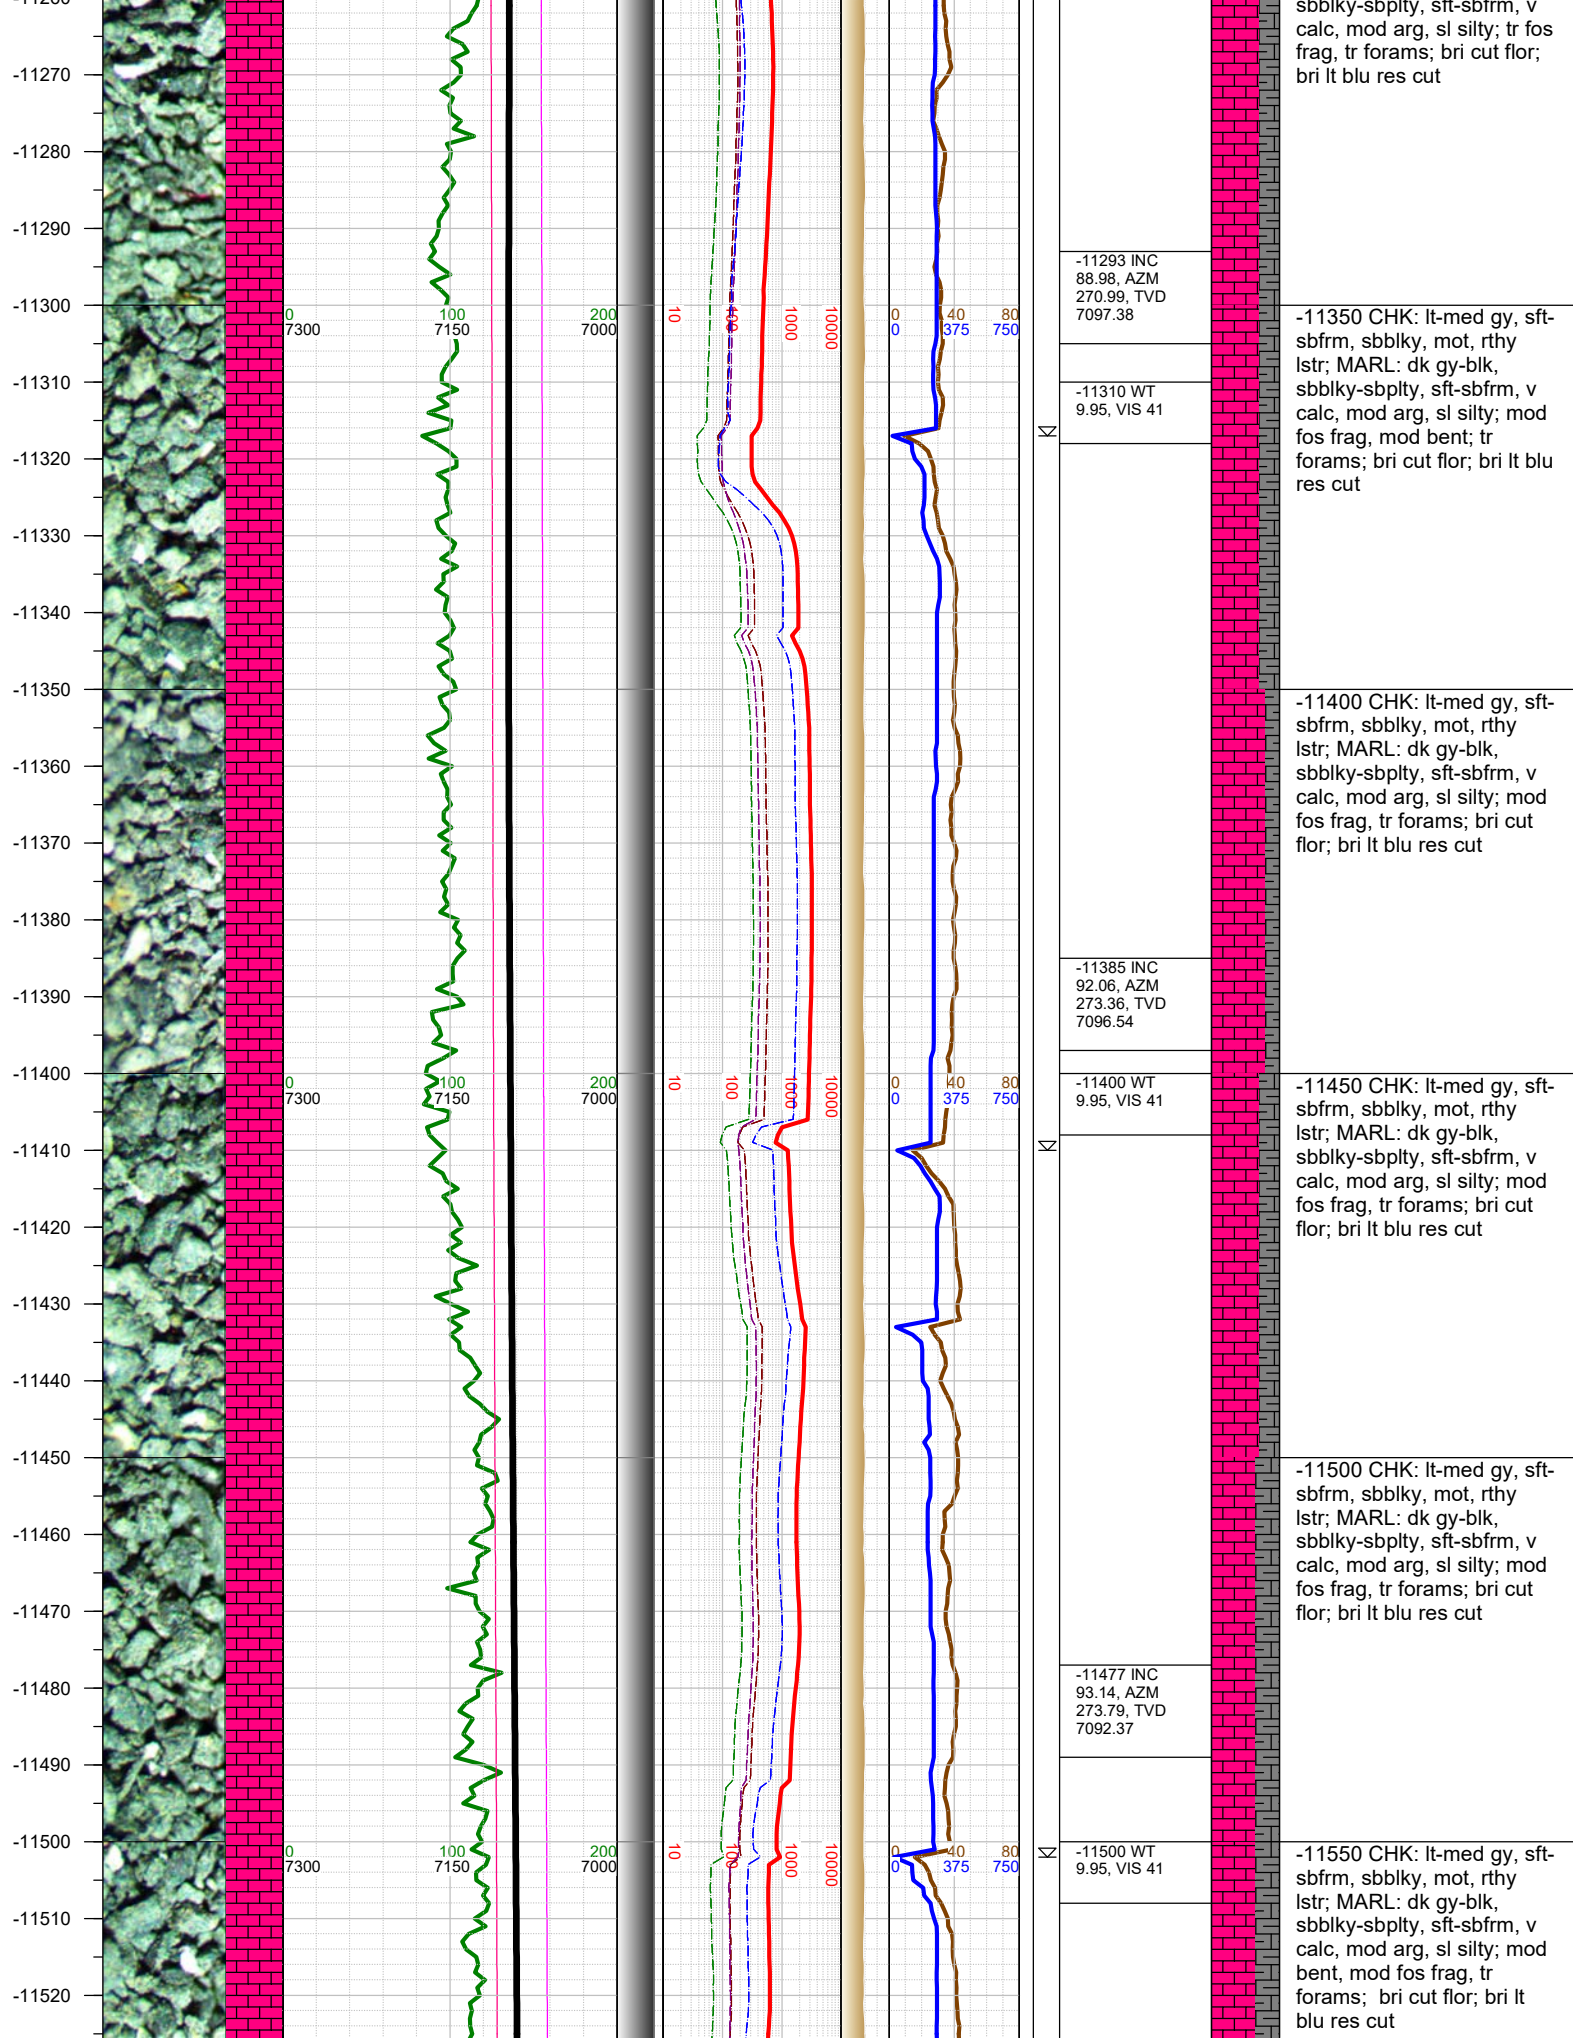 -11260
sbblky-sbplty, sft-sbfrm, v
calc, mod arg, sl silty; tr fos
frag, tr forams; bri cut flor;
bri lt blu res cut
-11270
-11280
-11290
-11293 INC
88.98, AZM
270.99, TVD
7097.38
-11300
0 100 200
7300 7150 7000
10 100 1000 10000
0 40 80
0 375 750
-11350 CHK: lt-med gy, sft-
sbfrm, sbblky, mot, rthy
lstr; MARL: dk gy-blk,
sbblky-sbplty, sft-sbfrm, v
calc, mod arg, sl silty; mod
fos frag, mod bent; tr
forams; bri cut flor; bri lt blu
res cut
-11310
-11310 WT
9.95, VIS 41
-11320
-11330
-11340
-11350
-11400 CHK: lt-med gy, sft-
sbfrm, sbblky, mot, rthy
lstr; MARL: dk gy-blk,
sbblky-sbplty, sft-sbfrm, v
calc, mod arg, sl silty; mod
fos frag, tr forams; bri cut
flor; bri lt blu res cut
-11360
-11370
-11380
-11385 INC
92.06, AZM
273.36, TVD
7096.54
-11390
-11400
0 100 200
7300 7150 7000
10 100 1000 10000
0 40 80
0 375 750
-11400 WT
9.95, VIS 41
-11450 CHK: lt-med gy, sft-
sbfrm, sbblky, mot, rthy
lstr; MARL: dk gy-blk,
sbblky-sbplty, sft-sbfrm, v
calc, mod arg, sl silty; mod
fos frag, tr forams; bri cut
flor; bri lt blu res cut
-11410
-11420
-11430
-11440
-11450
-11500 CHK: lt-med gy, sft-
sbfrm, sbblky, mot, rthy
lstr; MARL: dk gy-blk,
sbblky-sbplty, sft-sbfrm, v
calc, mod arg, sl silty; mod
fos frag, tr forams; bri cut
flor; bri lt blu res cut
-11460
-11470
-11477 INC
93.14, AZM
273.79, TVD
7092.37
-11480
-11490
-11500
0 100 200
7300 7150 7000
10 100 1000 10000
0 40 80
0 375 750
-11500 WT
9.95, VIS 41
-11550 CHK: lt-med gy, sft-
sbfrm, sbblky, mot, rthy
lstr; MARL: dk gy-blk,
sbblky-sbplty, sft-sbfrm, v
calc, mod arg, sl silty; mod
bent, mod fos frag, tr
forams;  bri cut flor; bri lt
blu res cut
-11510
-11520